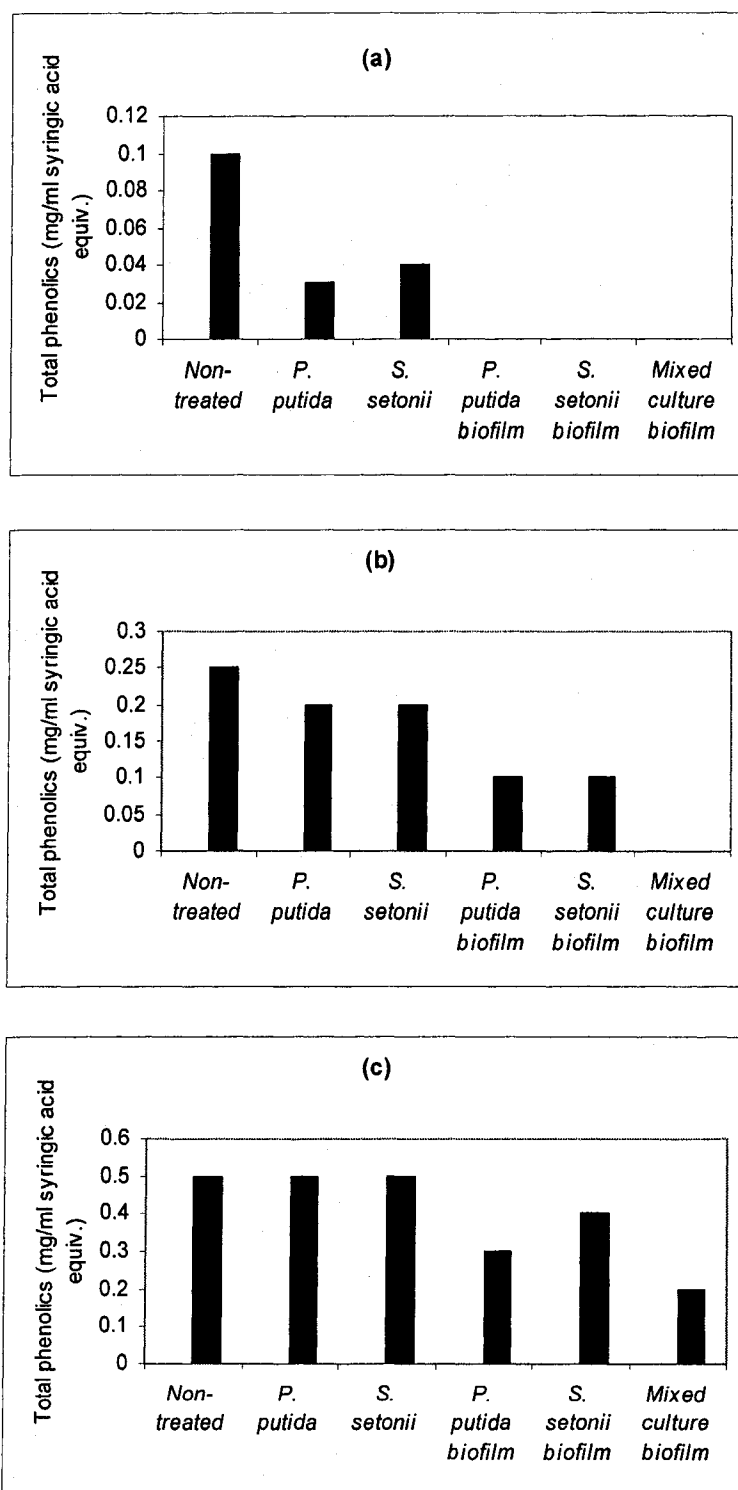 (a)
Total phenolics (mg/ml syringic acid
equiv.)
0.12
0.1
0.08
0.06
0.04
0.02
0
Non-
treated
P.
putida
S.
setonii
P.
putida
biofilm
S.
setonii
biofilm
Mixed
culture
biofilm
(b)
Total phenolics (mg/ml syringic acid
equiv.)
0.3
0.25
0.2
0.15
0.1
0.05
0
Non-
treated
P.
putida
S.
setonii
P.
putida
biofilm
S.
setonii
biofilm
Mixed
culture
biofilm
(c)
Total phenolics (mg/ml syringic acid
equiv.)
0.6
0.5
0.4
0.3
0.2
0.1
0
Non-
treated
P.
putida
S.
setonii
P.
putida
biofilm
S.
setonii
biofilm
Mixed
culture
biofilm